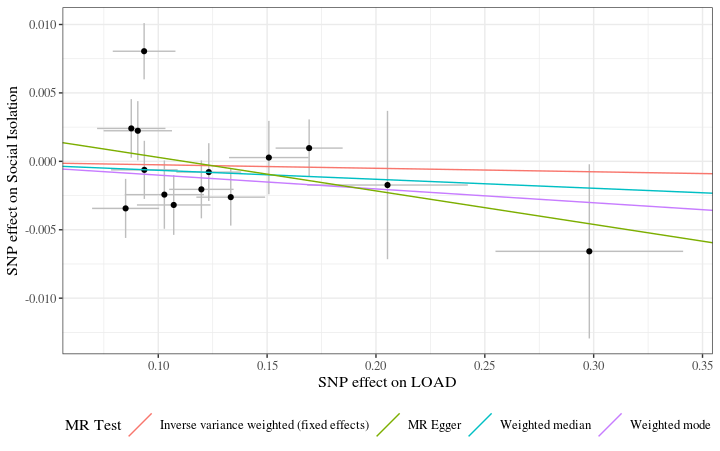 SNP effect on Social Isolation
0.010
0.005
0.000
-0.005
-0.010
0.10 0.15 0.20 0.25 0.30 0.35
SNP effect on LOAD
MR Test Inverse variance weighted (fixed effects) MR Egger Weighted median Weighted mode